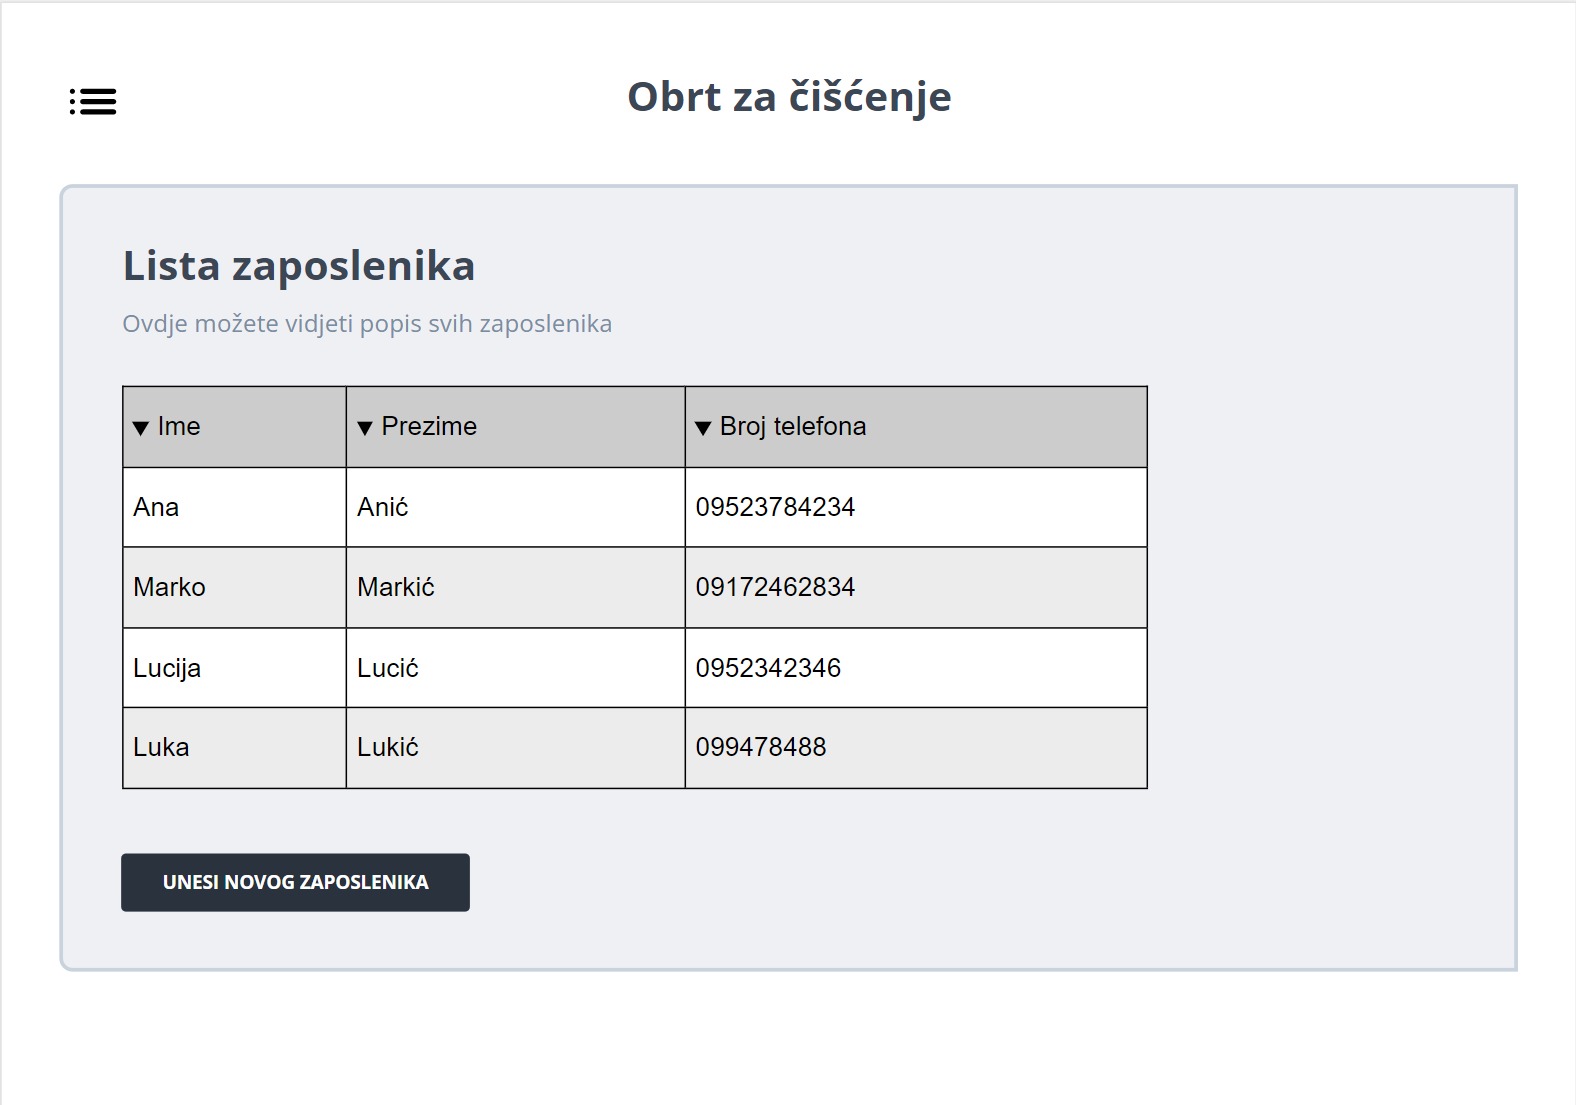 Obrt za čišćenje
Lista zaposlenika
Ovdje možete vidjeti popis svih zaposlenika
▼ Ime ▼ Prezime ▼ Broj telefona
Ana Anić 09523784234
Marko Markić 09172462834
Lucija Lucić 0952342346
Luka Lukić 099478488
UNESI NOVOG ZAPOSLENIKA